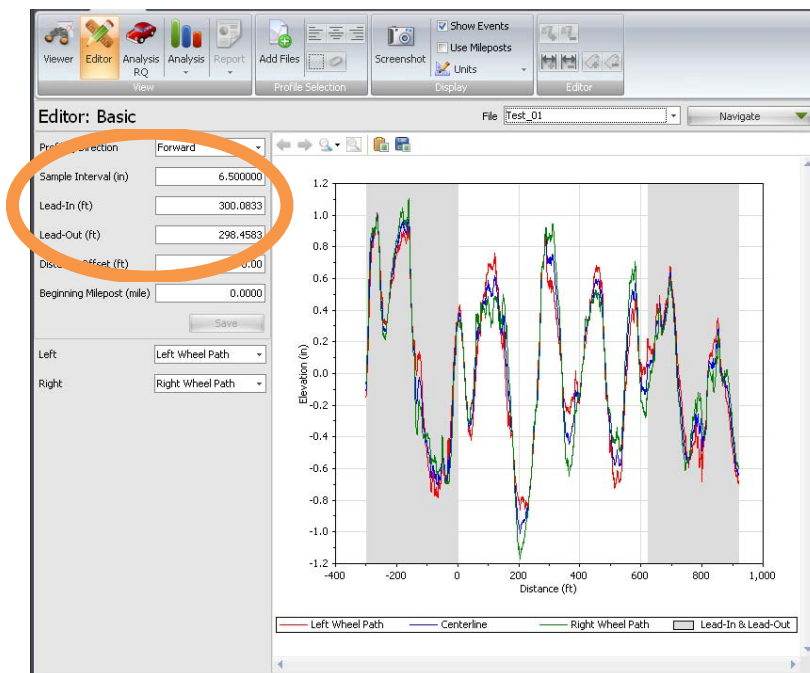 Viewer Editor Analysis RQ Analysis Report
View
Add Files
Profile Selection
Screenshot
Show Events
Use Mileposts
Units
Display
Editor
Editor: Basic
File Test_01 Navigate
Direction Forward
Sample Interval (in) 6.500000
Lead-In (ft) 300.0833
Lead-Out (ft) 298.4583
(ft) 0.00
Beginning Milepost (mile) 0.0000
Save
Left Left Wheel Path
Right Right Wheel Path
1.2
1.0
0.8
0.6
0.4
0.2
0.0
-0.2
-0.4
-0.6
-0.8
-1.0
-1.2
Elevation (in)
-400 -200 0 200 400 600 800 1,000
Distance (ft)
Left Wheel Path Centerline Right Wheel Path Lead-In & Lead-Out